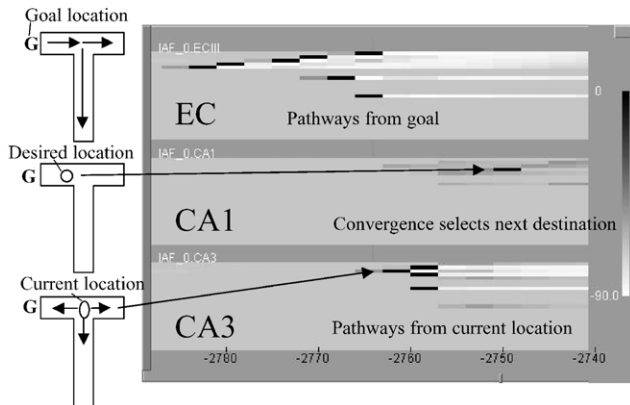 Goal location
G
IAF_0.ECIII
EC
Pathways from goal
0
Desired location
G
IAF_0.CA1
CA1
Convergence selects next destination
Current location
G
IAF_0.CA3
CA3
Pathways from current location
-90.0
-2780 -2770 -2760 -2750 -2740